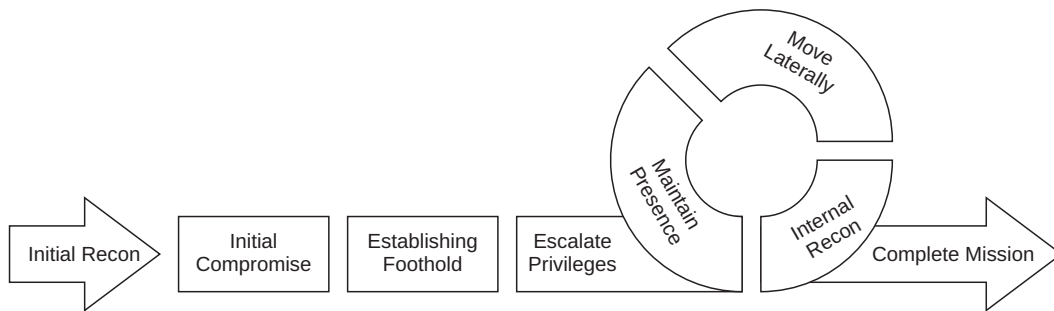 Initial Recon
Initial
Compromise
Establishing
Foothold
Escalate
Privileges
Maintain
Presence
Move
Laterally
Internal
Recon
Complete Mission